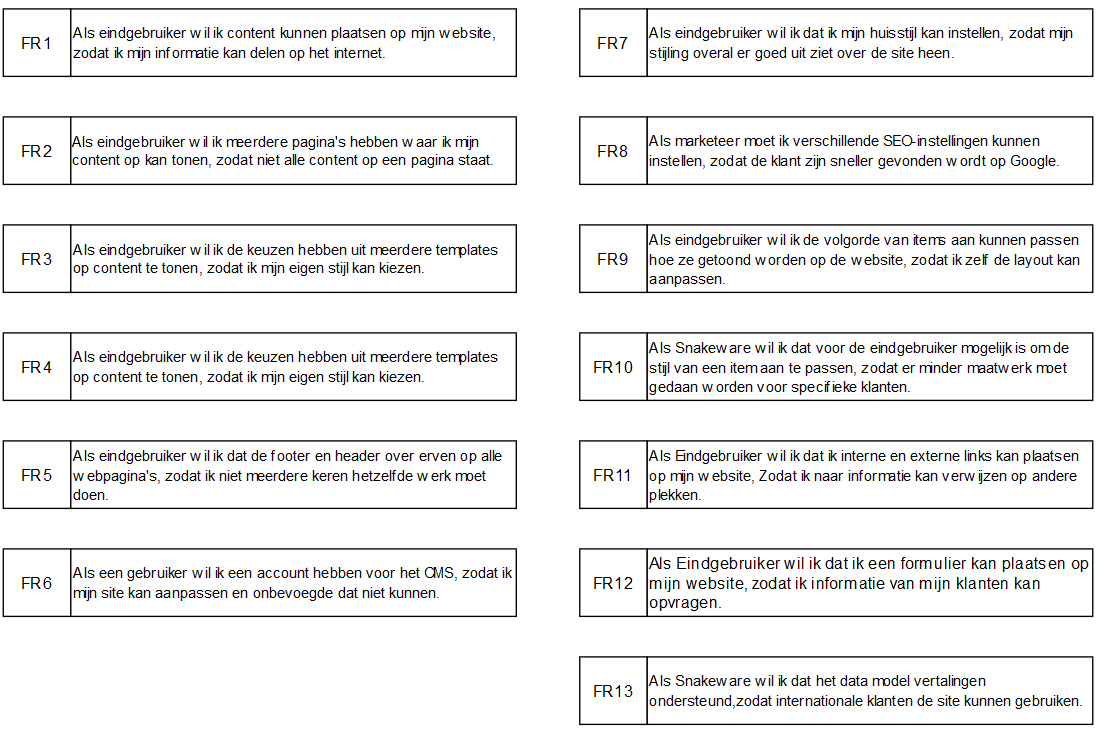 FR1
Als eindgebruiker wil ik content kunnen plaatsen op mijn website,
zodat ik mijn informatie kan delen op het internet.
FR2
Als eindgebruiker wil ik meerdere pagina's hebben waar ik mijn
content op kan tonen, zodat niet alle content op een pagina staat.
FR3
Als eindgebruiker wil ik de keuzen hebben uit meerdere templates
op content te tonen, zodat ik mijn eigen stijl kan kiezen.
FR4
Als eindgebruiker wil ik de keuzen hebben uit meerdere templates
op content te tonen, zodat ik mijn eigen stijl kan kiezen.
FR5
Als eindgebruiker wil ik dat de footer en header over erven op alle
webpagina's, zodat ik niet meerdere keren hetzelfde werk moet
doen.
FR6
Als een gebruiker wil ik een account hebben voor het CMS, zodat ik
mijn site kan aanpassen en onbevoegde dat niet kunnen.
FR7
Als eindgebruiker wil ik dat ik mijn huisstijl kan instellen, zodat mijn
stijling overal er goed uit ziet over de site heen.
FR8
Als marketeer moet ik verschillende SEO-instellingen kunnen
instellen, zodat de klant zijn sneller gevonden wordt op Google.
FR9
Als eindgebruiker wil ik de volgorde van items aan kunnen passen
hoe ze getoond worden op de website, zodat ik zelf de layout kan
aanpassen.
FR10
Als Snakeware wil ik dat voor de eindgebruiker mogelijk is om de
stijl van een item aan te passen, zodat er minder maatwerk moet
gedaan worden voor specifieke klanten.
FR11
Als Eindgebruiker wil ik dat ik interne en externe links kan plaatsen
op mijn website, Zodat ik naar informatie kan verwijzen op andere
plekken.
FR12
Als Eindgebruiker wil ik dat ik een formulier kan plaatsen op
mijn website, zodat ik informatie van mijn klanten kan
opvragen.
FR13
Als Snakeware wil ik dat het data model vertalingen
ondersteund,zodat internationale klanten de site kunnen gebruiken.